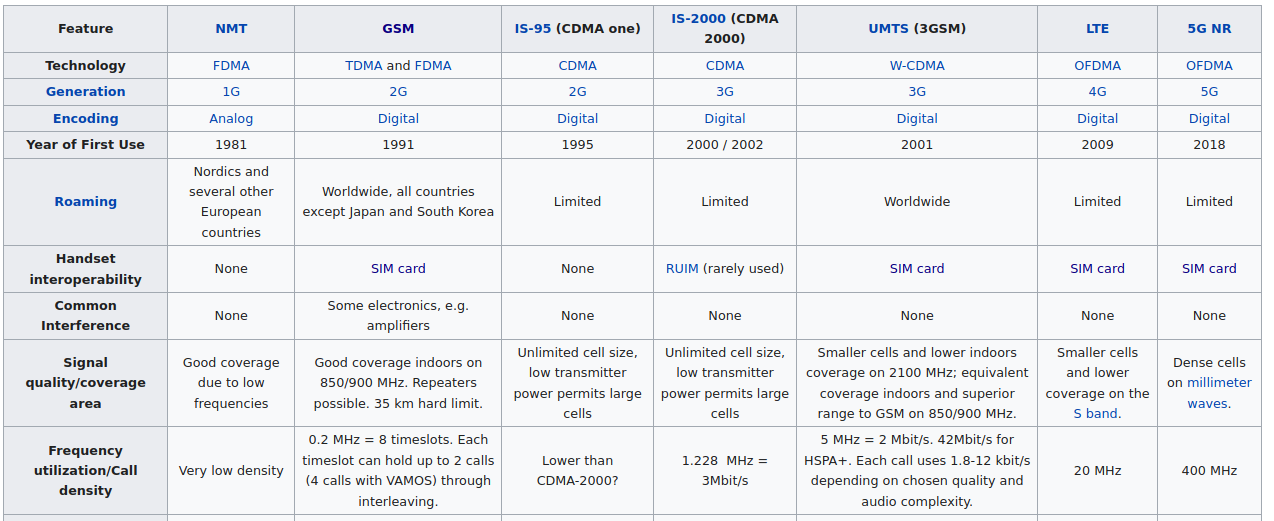 Feature NMT GSM IS-95 (CDMA one) IS-2000 (CDMA 2000) UMTS (3GSM) LTE 5G NR
Technology FDMA TDMA and FDMA CDMA CDMA W-CDMA OFDMA OFDMA
Generation 1G 2G 2G 3G 3G 4G 5G
Encoding Analog Digital Digital Digital Digital Digital Digital
Year of First Use 1981 1991 1995 2000 / 2002 2001 2009 2018
Roaming
Nordics and
several other
European
countries
Worldwide, all countries
except Japan and South Korea
Limited
Limited
Worldwide
Limited
Limited
Handset
interoperability
None
SIM card
None
RUIM (rarely used)
SIM card
SIM card
SIM card
Common
Interference
None
Some electronics, e.g.
amplifiers
None
None
None
None
None
Signal
quality/coverage
area
Good coverage
due to low
frequencies
Good coverage indoors on
850/900 MHz. Repeaters
possible. 35 km hard limit.
Unlimited cell size,
low transmitter
power permits large
cells
Unlimited cell size,
low transmitter
power permits large
cells
Smaller cells and lower indoors
coverage on 2100 MHz; equivalent
coverage indoors and superior
range to GSM on 850/900 MHz.
Smaller cells
and lower
coverage on the
S band.
Dense cells
on millimeter
waves.
Frequency
utilization/Call
density
Very low density
0.2 MHz = 8 timeslots. Each
timeslot can hold up to 2 calls
(4 calls with VAMOS) through
interleaving.
Lower than
CDMA-2000?
1.228 MHz =
3Mbit/s
5 MHz = 2 Mbit/s. 42Mbit/s for
HSPA+. Each call uses 1.8-12 kbit/s
depending on chosen quality and
audio complexity.
20 MHz
400 MHz